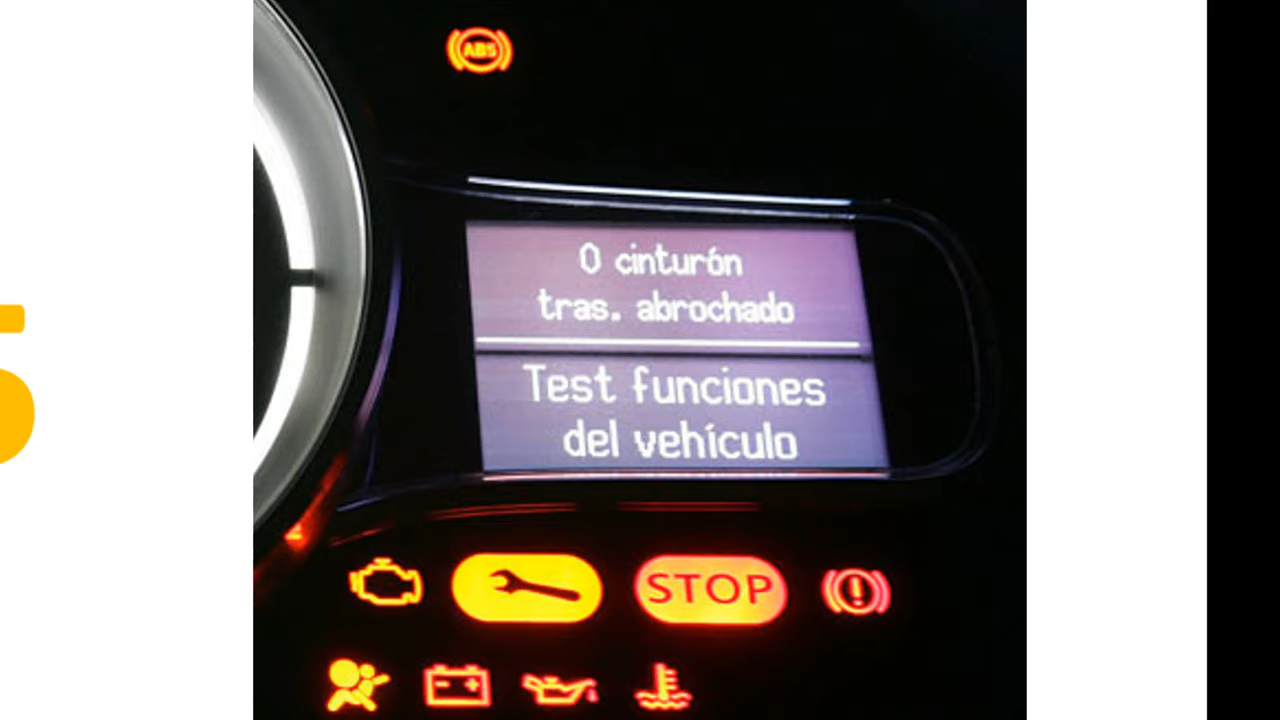 ABS
0 cinturón
tras. abrochado
Test funciones
del vehículo
STOP